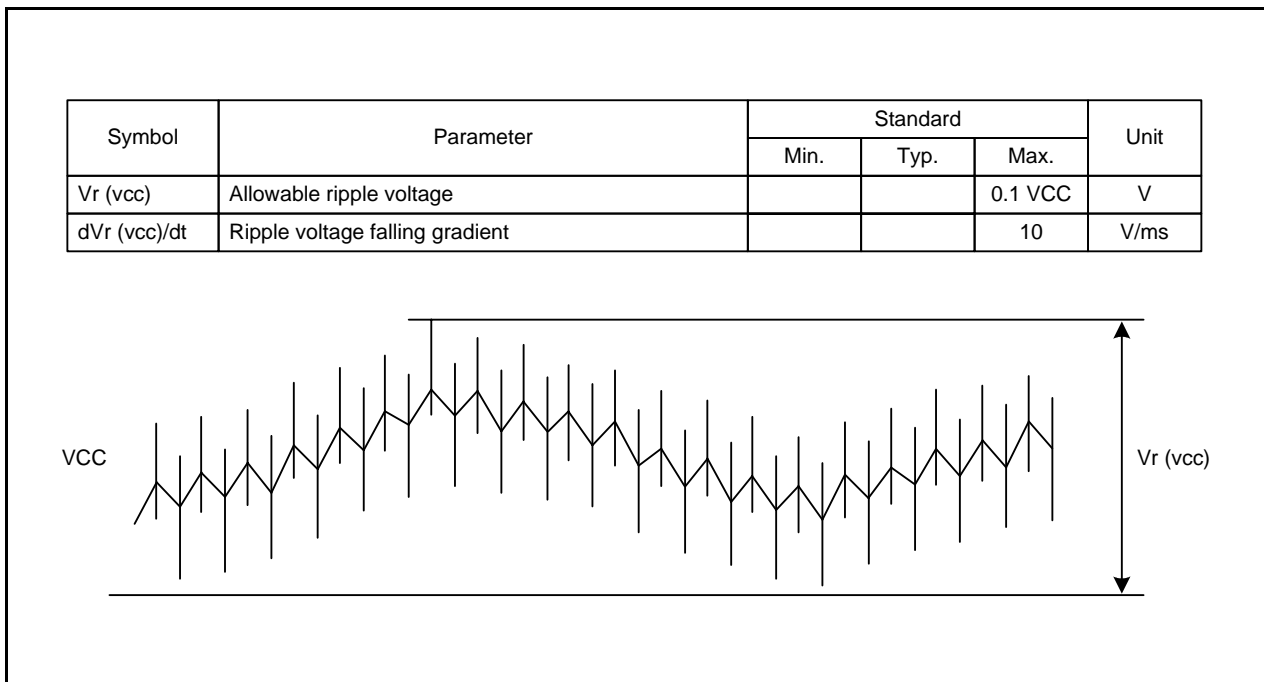 Symbol Parameter Standard Unit
Min. Typ. Max.
Vr (vcc) Allowable ripple voltage 0.1 VCC V
dVr (vcc)/dt Ripple voltage falling gradient 10 V/ms
VCC Vr (vcc)